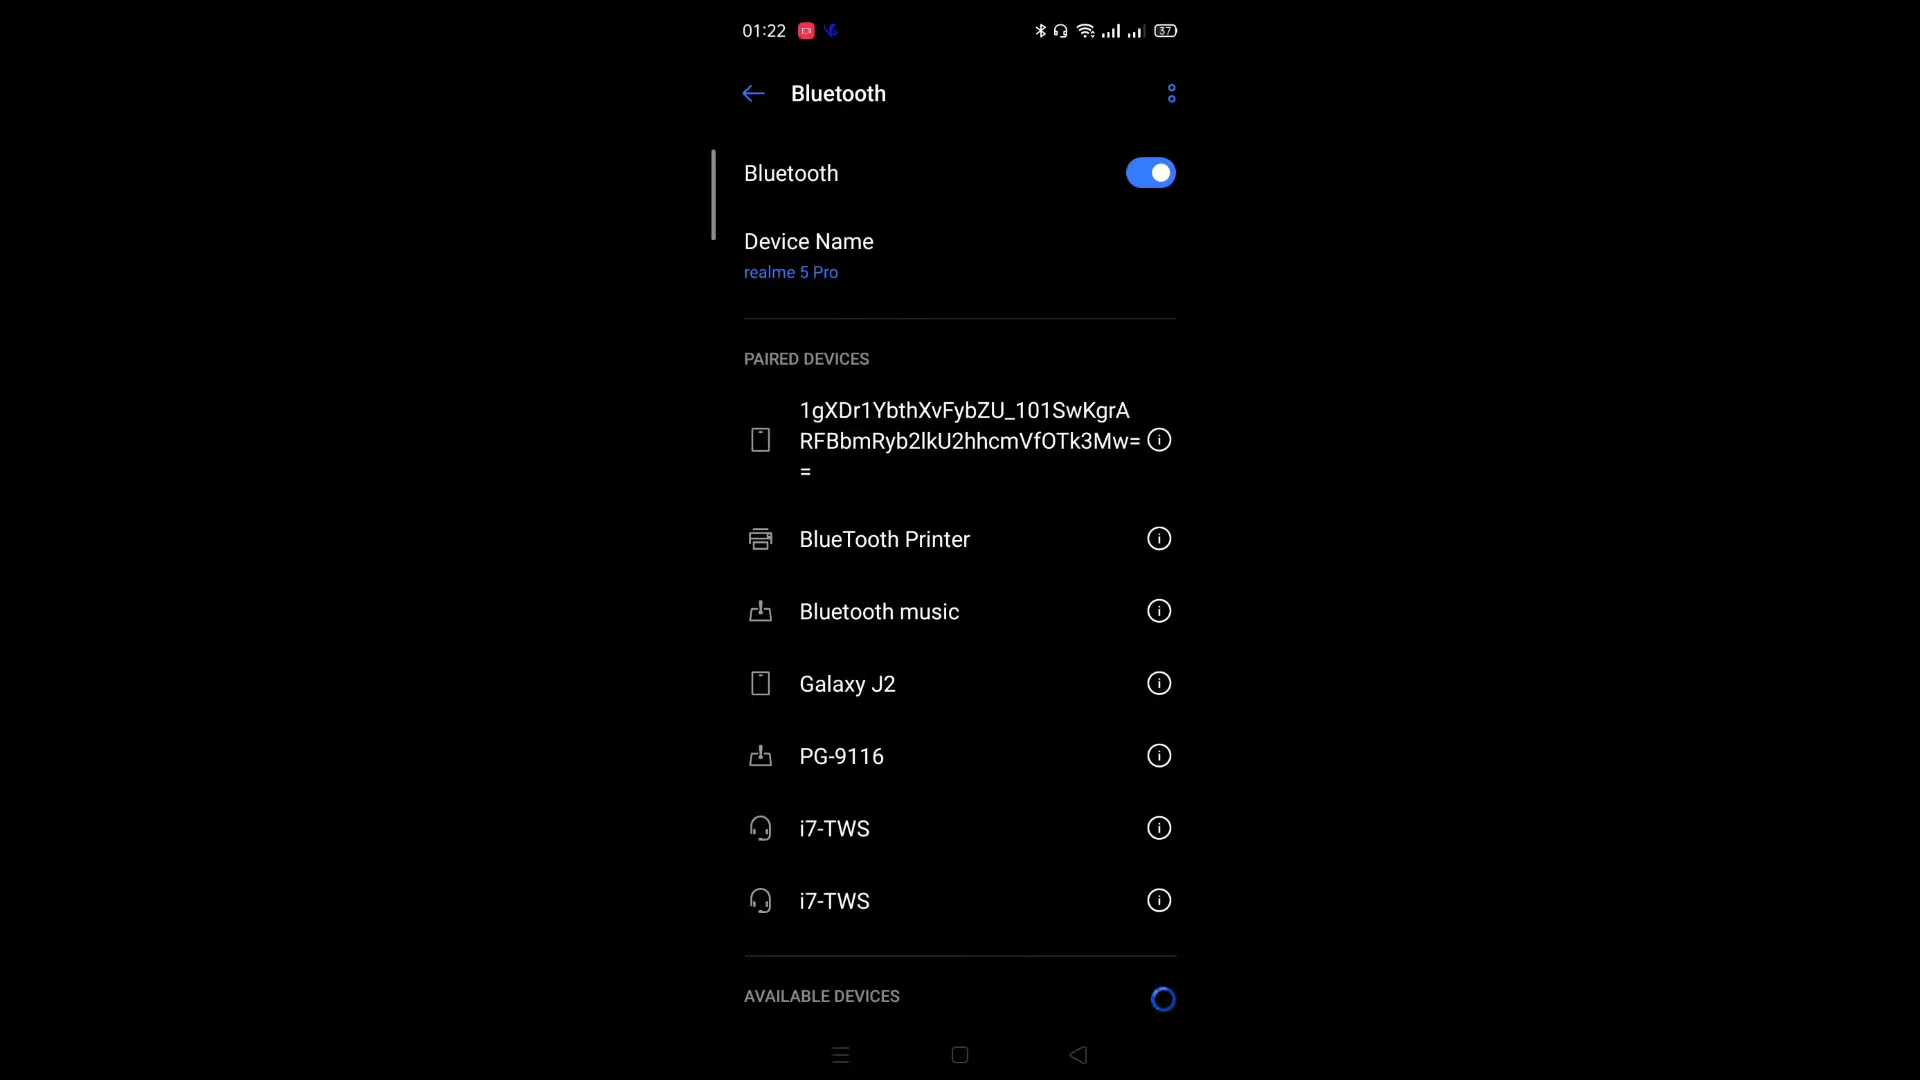 01:22
37
Bluetooth
Bluetooth
Device Name
realme 5 Pro
PAIRED DEVICES
1gXDr1YbthXvFybZU_101SwKgrA
RFBbmRyb2lkU2hhcmVfOTk3Mw=
=
BlueTooth Printer
Bluetooth music
Galaxy J2
PG-9116
i7-TWS
i7-TWS
AVAILABLE DEVICES